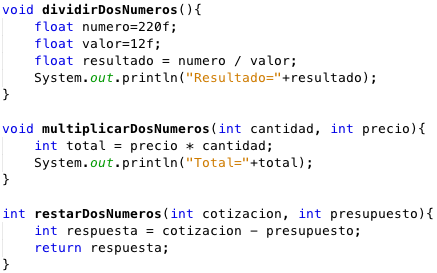 void dividirDosNumeros(){
    float numero=220f;
    float valor=12f;
    float resultado = numero / valor;
    System.out.println("Resultado="+resultado);
}

void multiplicarDosNumeros(int cantidad, int precio){
    int total = precio * cantidad;
    System.out.println("Total="+total);
}

int restarDosNumeros(int cotizacion, int presupuesto){
    int respuesta = cotizacion - presupuesto;
    return respuesta;
}